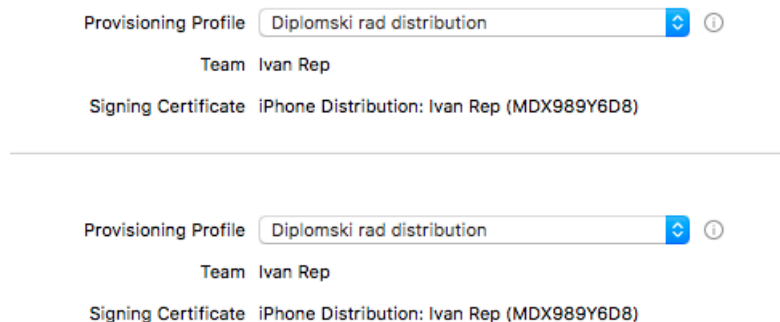 Provisioning Profile Diplomski rad distribution
Team Ivan Rep
Signing Certificate iPhone Distribution: Ivan Rep (MDX989Y6D8)
Provisioning Profile Diplomski rad distribution
Team Ivan Rep
Signing Certificate iPhone Distribution: Ivan Rep (MDX989Y6D8)